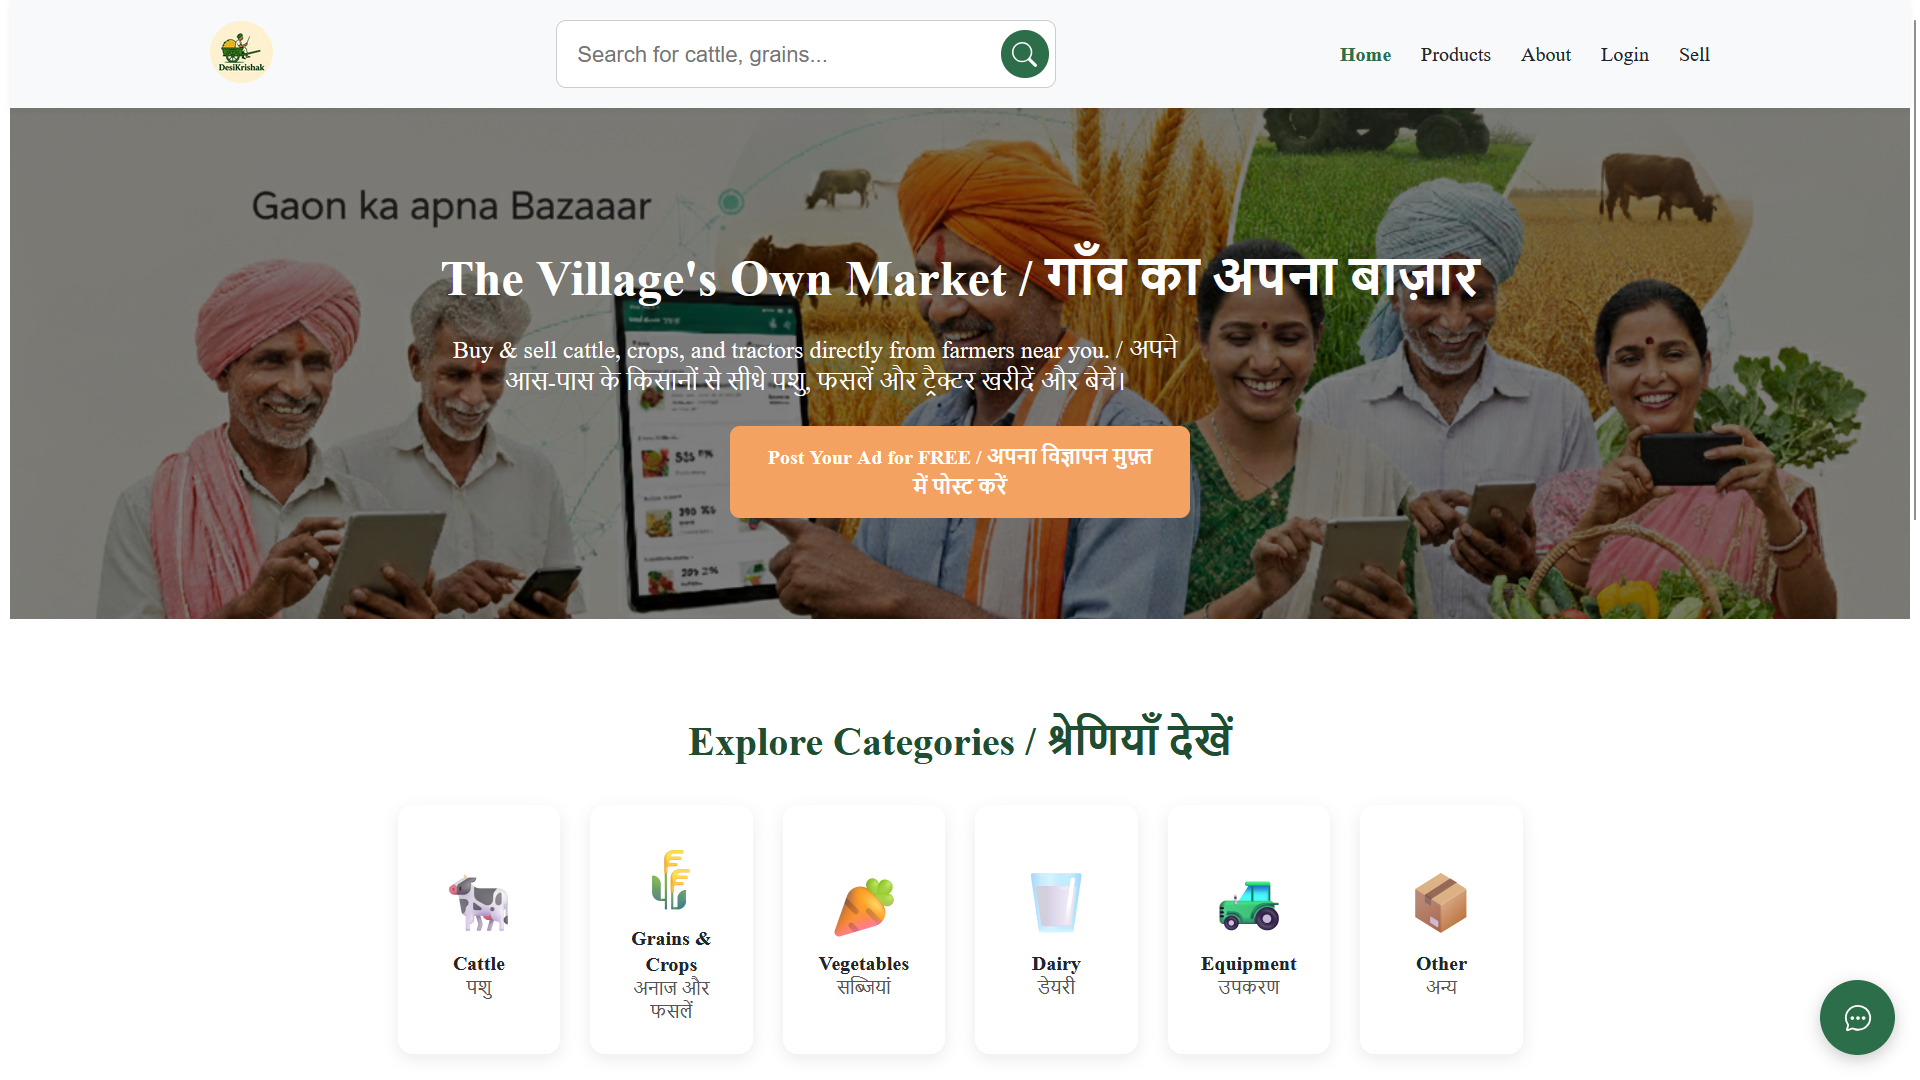 DesiKrishak
Search for cattle, grains...
Home
Products
About
Login
Sell
Gaon ka apna Bazaaar
The Village's Own Market / गाँव का अपना बाज़ार
Buy & sell cattle, crops, and tractors directly from farmers near you. / अपने
आस-पास के किसानों से सीधे पशु, फसलें और ट्रैक्टर खरीदें और बेचें।
Post Your Ad for FREE / अपना विज्ञापन मुफ़्त
में पोस्ट करें
Explore Categories / श्रेणियाँ देखें
Cattle
पशु
Grains &
Crops
अनाज और
फसलें
Vegetables
सब्जियां
Dairy
डेयरी
Equipment
उपकरण
Other
अन्य